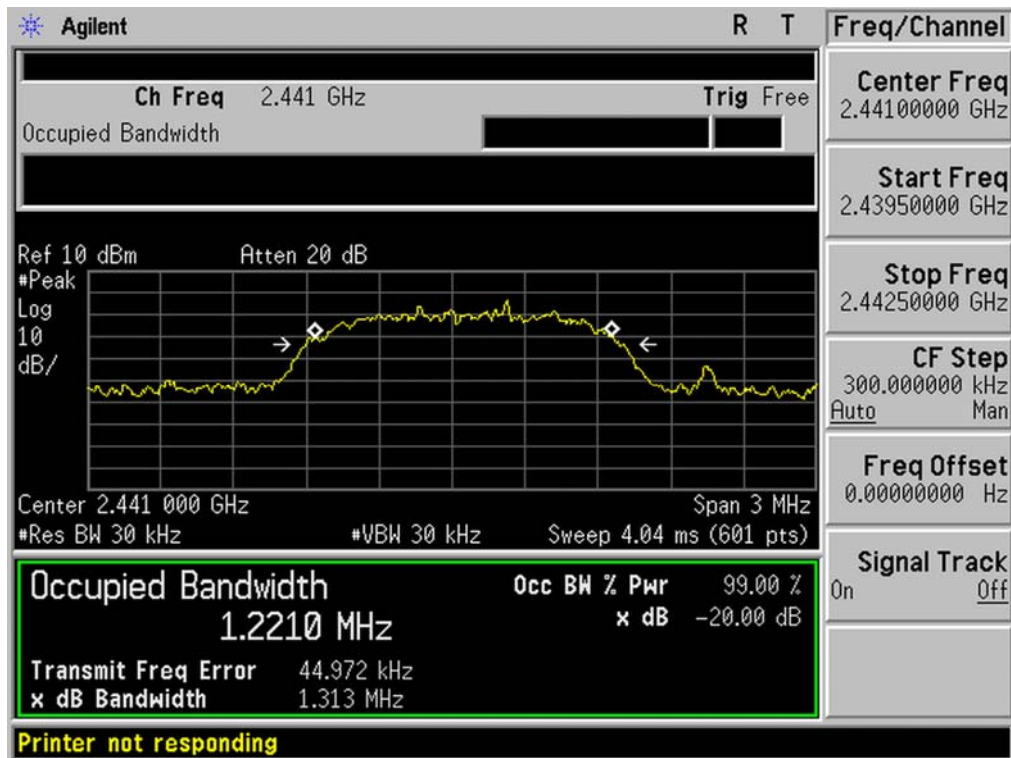 Agilent
R T
Ch Freq 2.441 GHz
Trig Free
Occupied Bandwidth
Ref 10 dBm
Atten 20 dB
#Peak
Log
10
dB/
Center 2.441 000 GHz
Span 3 MHz
#Res BW 30 kHz
#VBW 30 kHz
Sweep 4.04 ms (601 pts)
Occupied Bandwidth
1.2210 MHz
Occ BW % Pwr 99.00 %
x dB -20.00 dB
Transmit Freq Error 44.972 kHz
x dB Bandwidth 1.313 MHz
Printer not responding
Freq/Channel
Center Freq
2.44100000 GHz
Start Freq
2.43950000 GHz
Stop Freq
2.44250000 GHz
CF Step
300.000000 kHz
Auto Man
Freq Offset
0.00000000 Hz
Signal Track
On Off